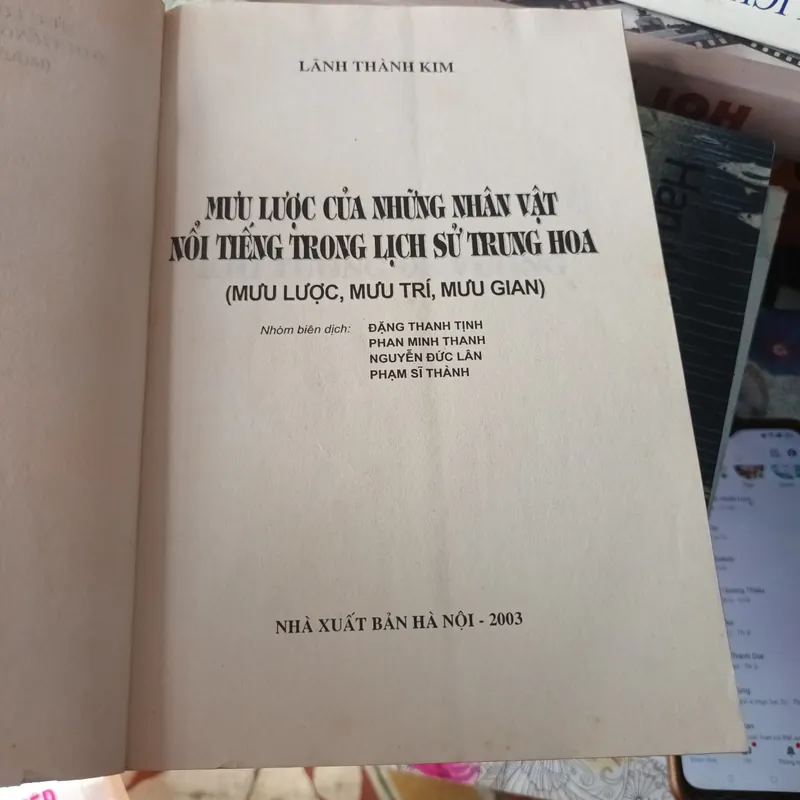 LÃNH THÀNH KIM
MƯU LƯỢC CỦA NHỮNG NHÂN VẬT
NỔI TIẾNG TRONG LỊCH SỬ TRUNG HOA
(MƯU LƯỢC, MƯU TRÍ, MƯU GIAN)
Nhóm biên dịch: ĐẶNG THANH TỊNH
PHAN MINH THANH
NGUYỄN ĐỨC LÂN
PHẠM SĨ THÀNH
NHÀ XUẤT BẢN HÀ NỘI - 2003